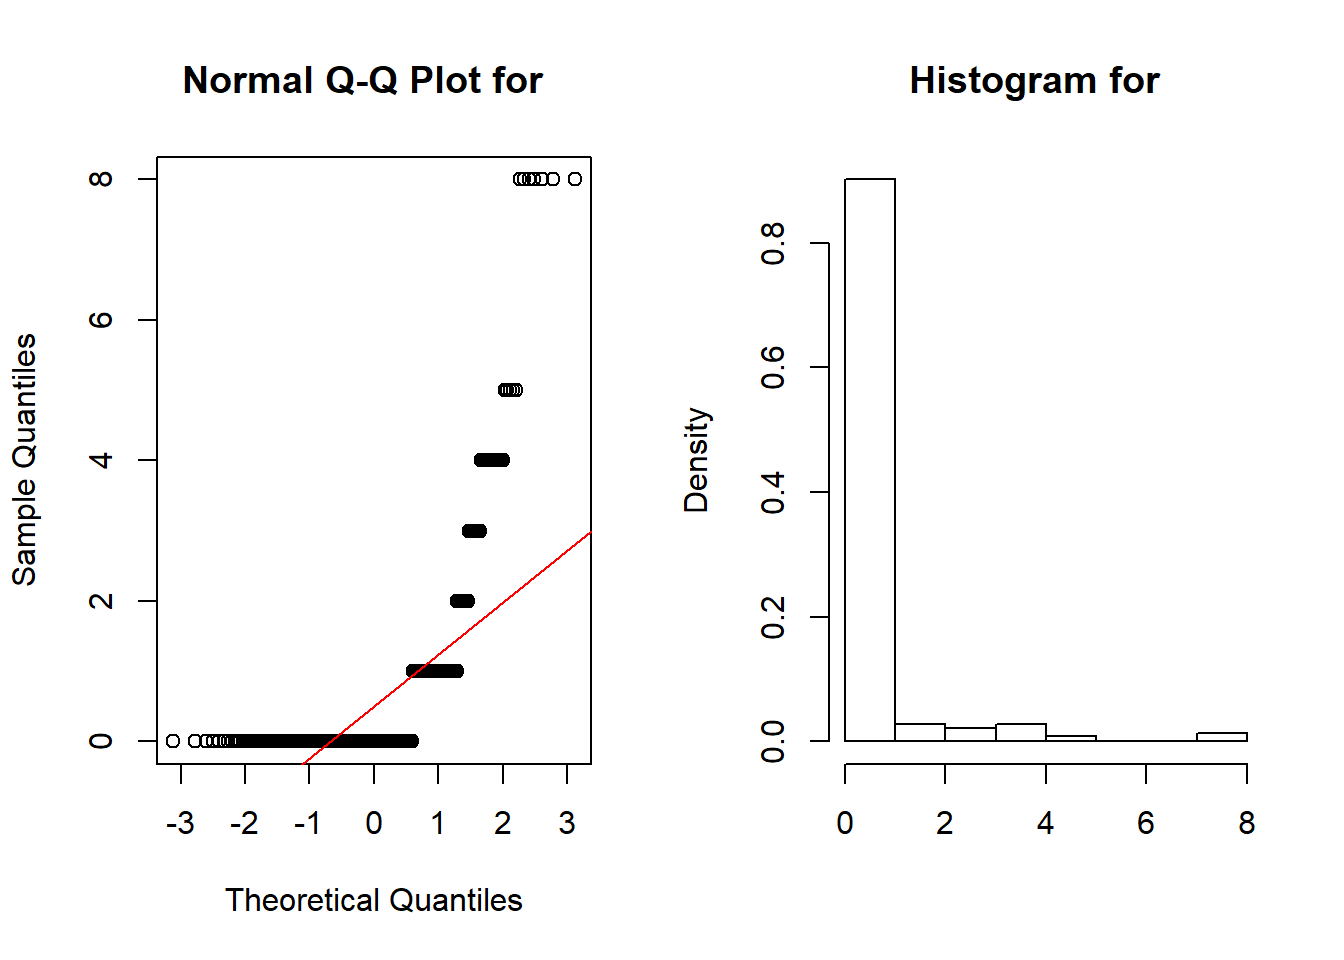 Normal Q-Q Plot for
Sample Quantiles
8
6
4
2
0
-3 -2 -1 0 1 2 3
Theoretical Quantiles
Histogram for
Density
0.8
0.6
0.4
0.2
0.0
0 2 4 6 8